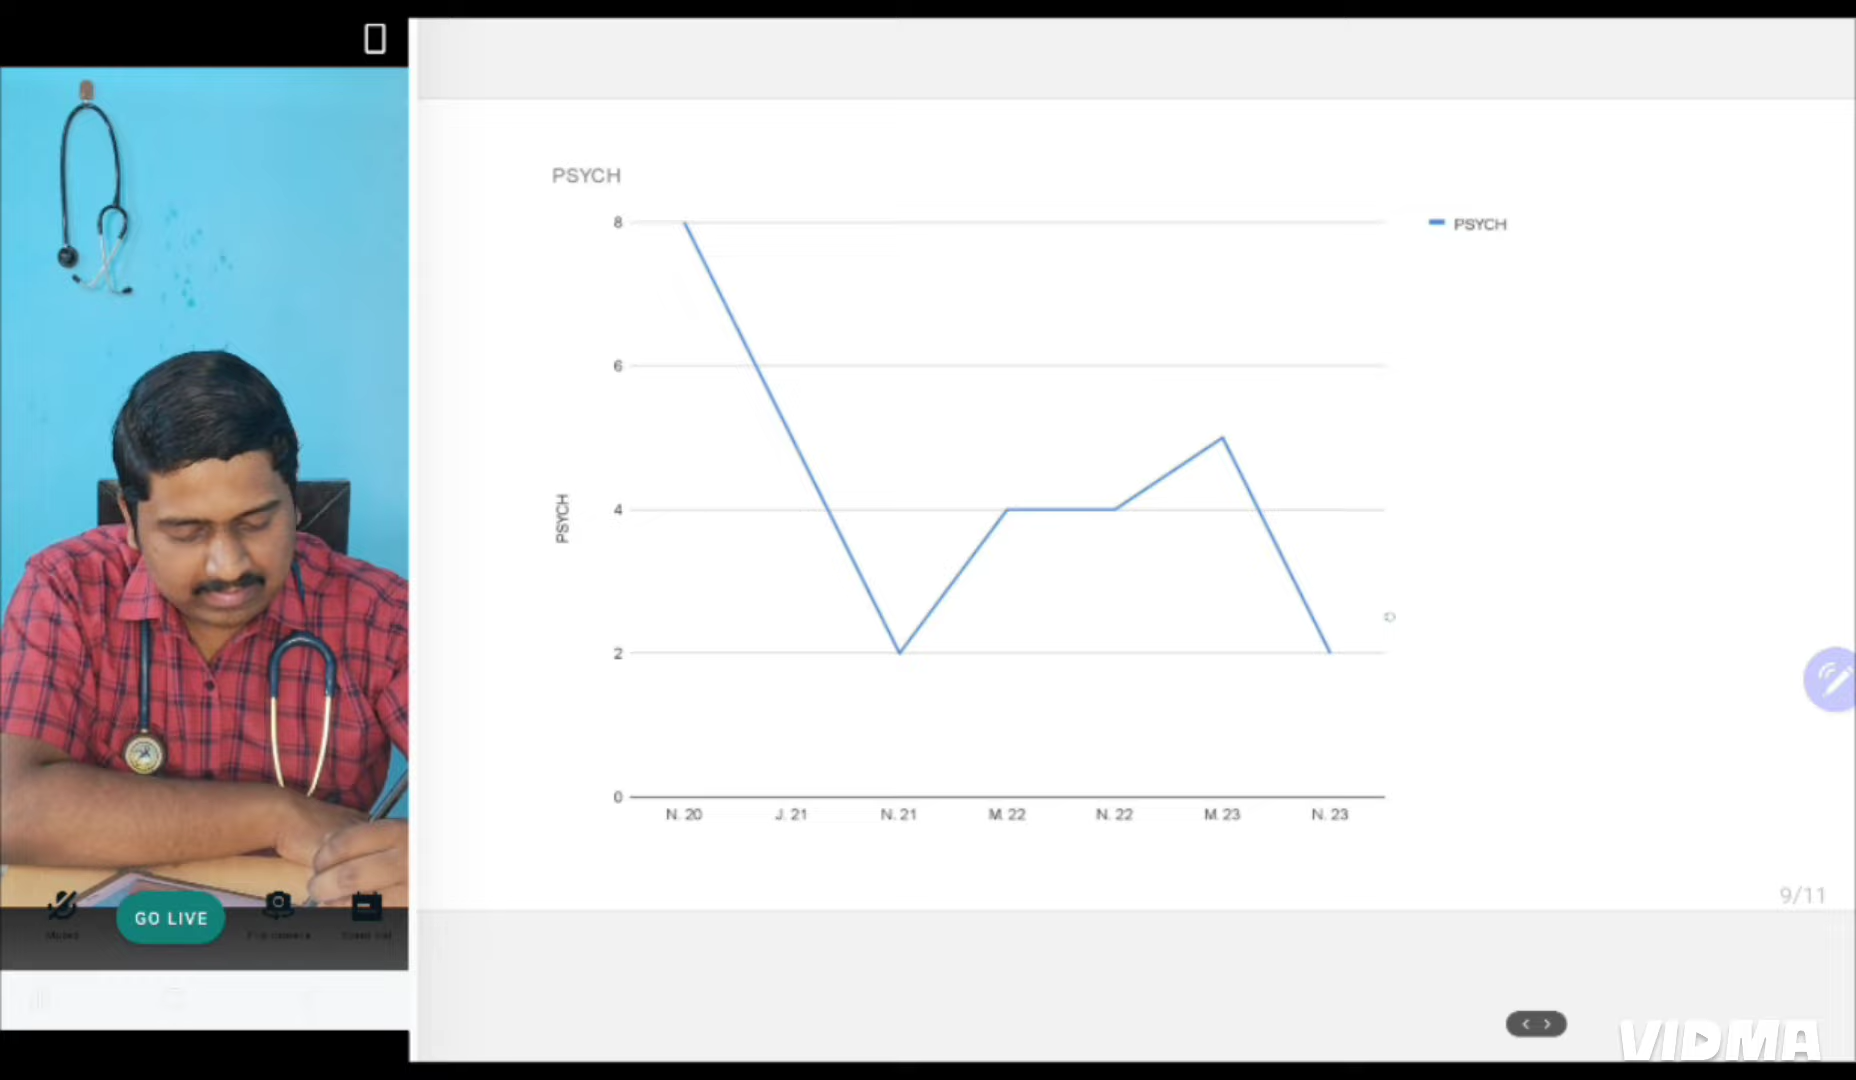 PSYCH
PSYCH
8
6
4
2
0
PSYCH
N. 20 J. 21 N. 21 M. 22 N. 22 M. 23 N. 23
9/11
GO LIVE
VIDMA